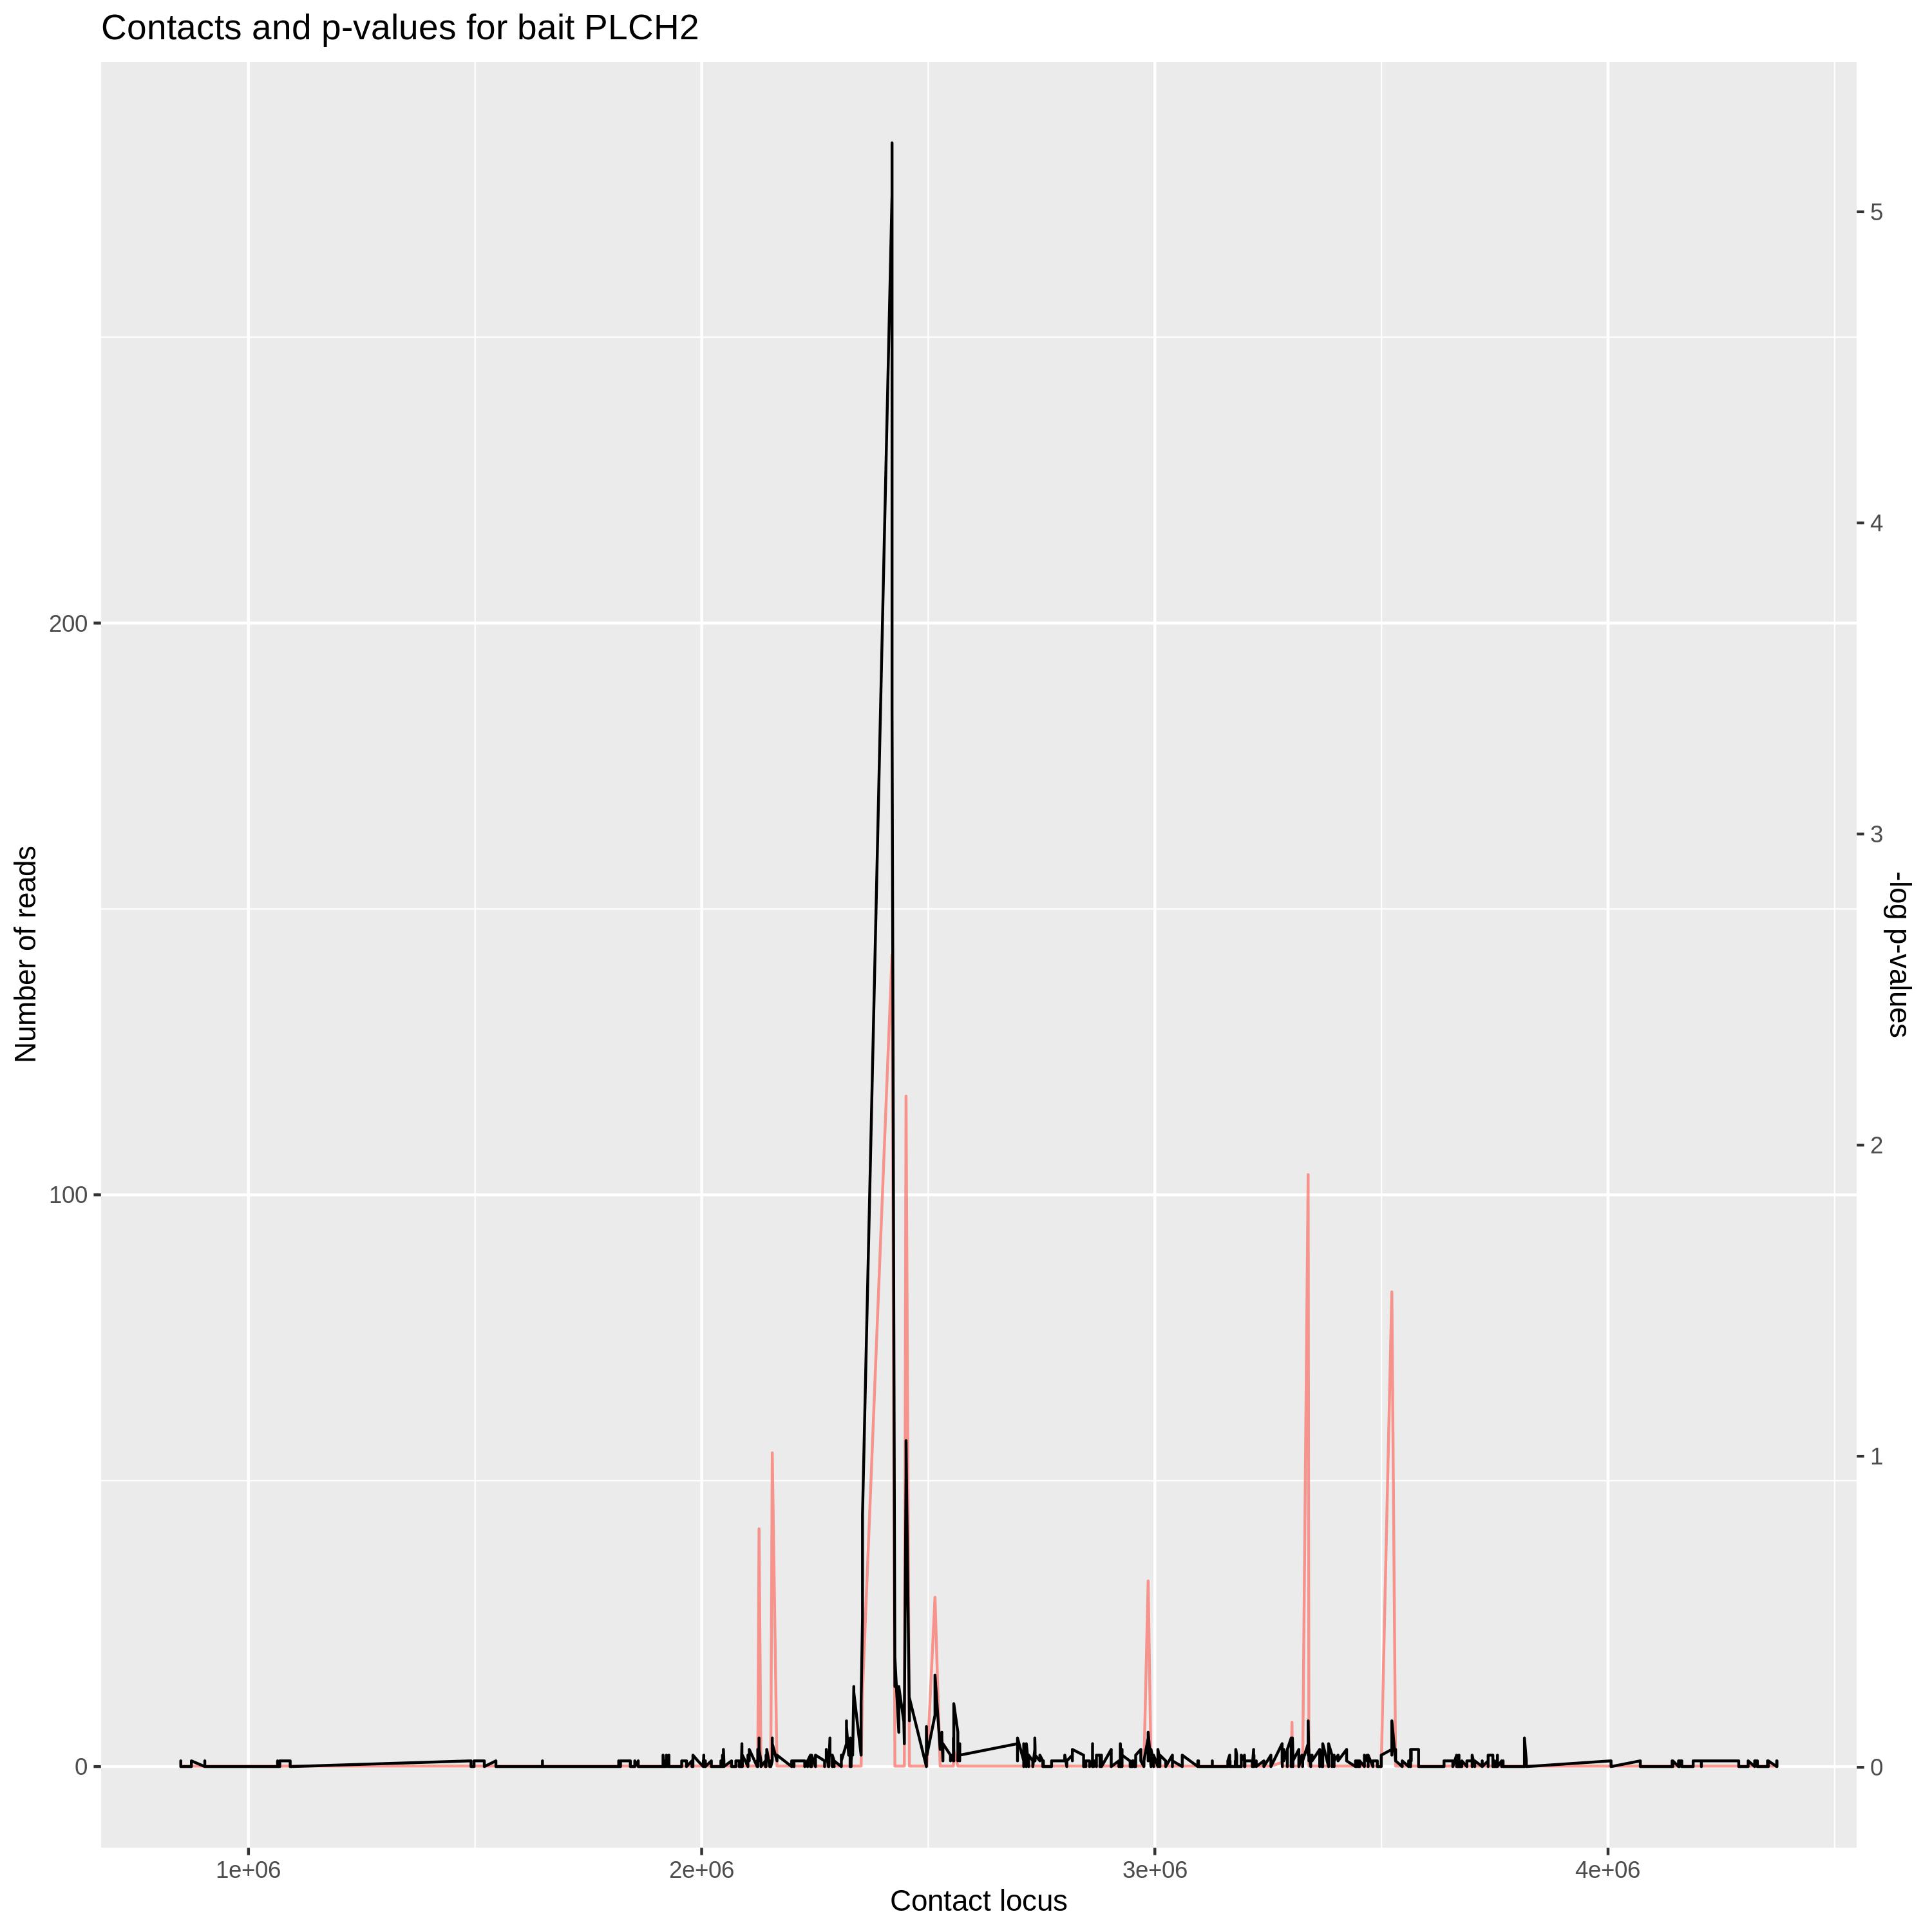 Contacts and p-values for bait PLCH2
Number of reads
200
100
0
5
4
3
2
1
0
-log p-values
1e+06
2e+06
3e+06
4e+06
Contact locus